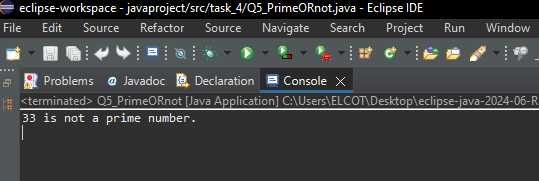 eclipse-workspace - javaproject/src/task_4/Q5_PrimeORnot.java - Eclipse IDE
File Edit Source Refactor Navigate Search Project Run Window Help
Problems Javadoc Declaration Console
<terminated> Q5_PrimeORnot [Java Application] C:\Users\ELCOT\Desktop\eclipse-java-2024-06-R
33 is not a prime number.